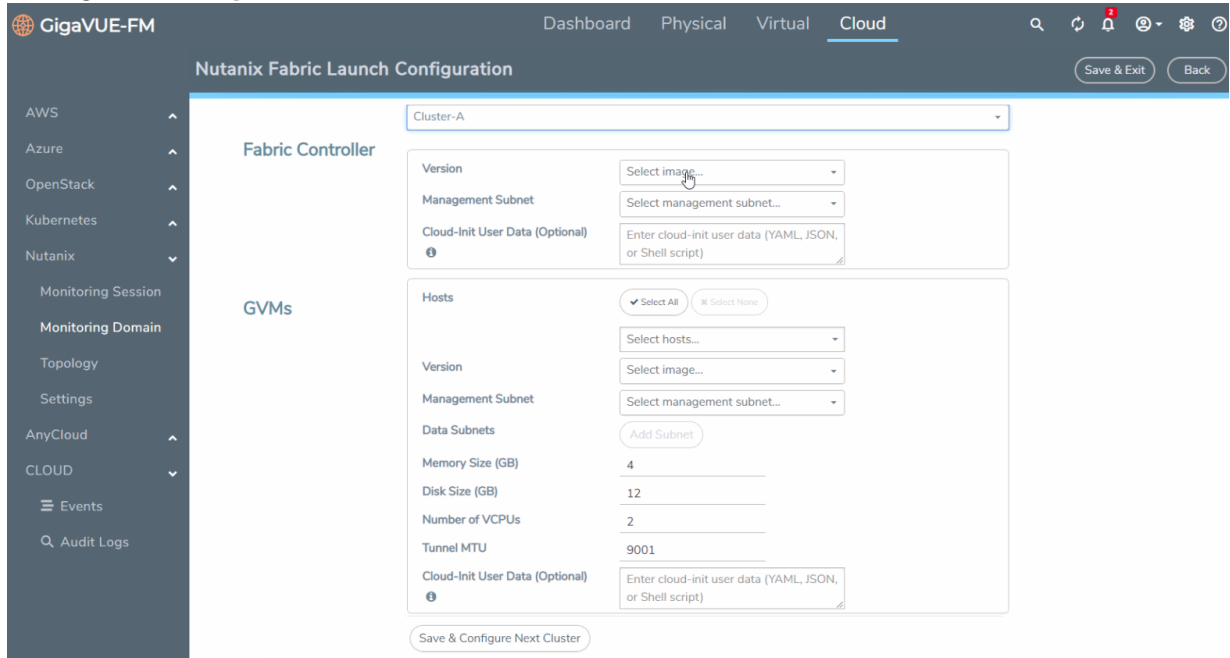 GigaVUE-FM
Dashboard Physical Virtual Cloud
2
Nutanix Fabric Launch Configuration
Save & Exit
Back
AWS
Azure
OpenStack
Kubernetes
Nutanix
Monitoring Session
Monitoring Domain
Topology
Settings
AnyCloud
CLOUD
Events
Audit Logs
Cluster-A
Fabric Controller
Version
Select image...
Management Subnet
Select management subnet...
Cloud-Init User Data (Optional)
Enter cloud-init user data (YAML, JSON,
or Shell script)
GVMs
Hosts
Select All
Select None
Select hosts...
Version
Select image...
Management Subnet
Select management subnet...
Data Subnets
Add Subnet
Memory Size (GB)
4
Disk Size (GB)
12
Number of VCPUs
2
Tunnel MTU
9001
Cloud-Init User Data (Optional)
Enter cloud-init user data (YAML, JSON,
or Shell script)
Save & Configure Next Cluster